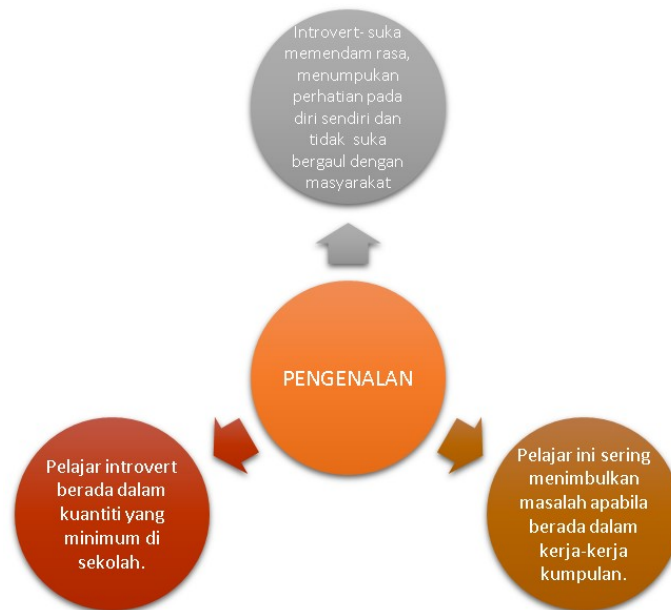 Introvert- suka
memendam rasa,
menumpukan
perhatian pada
diri sendiri dan
tidak suka
bergaul dengan
masyarakat
PENGENALAN
Pelajar introvert
berada dalam
kuantiti yang
minimum di
sekolah.
Pelajar ini sering
menimbulkan
masalah apabila
berada dalam
kerja-kerja
kumpulan.